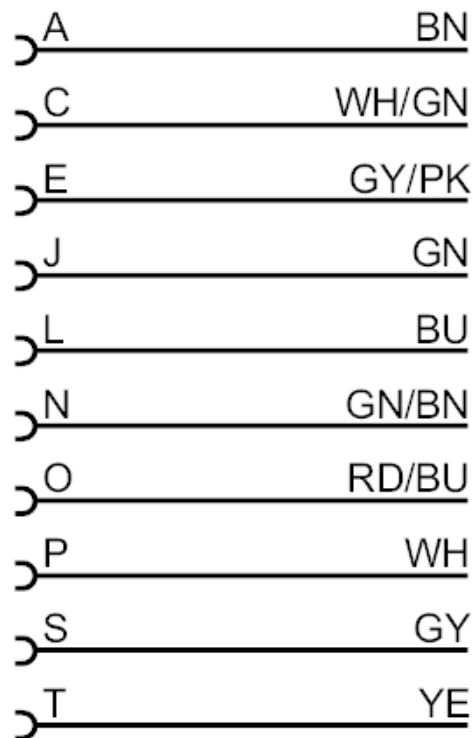 A BN
C WH/GN
E GY/PK
J GN
L BU
N GN/BN
O RD/BU
P WH
S GY
T YE